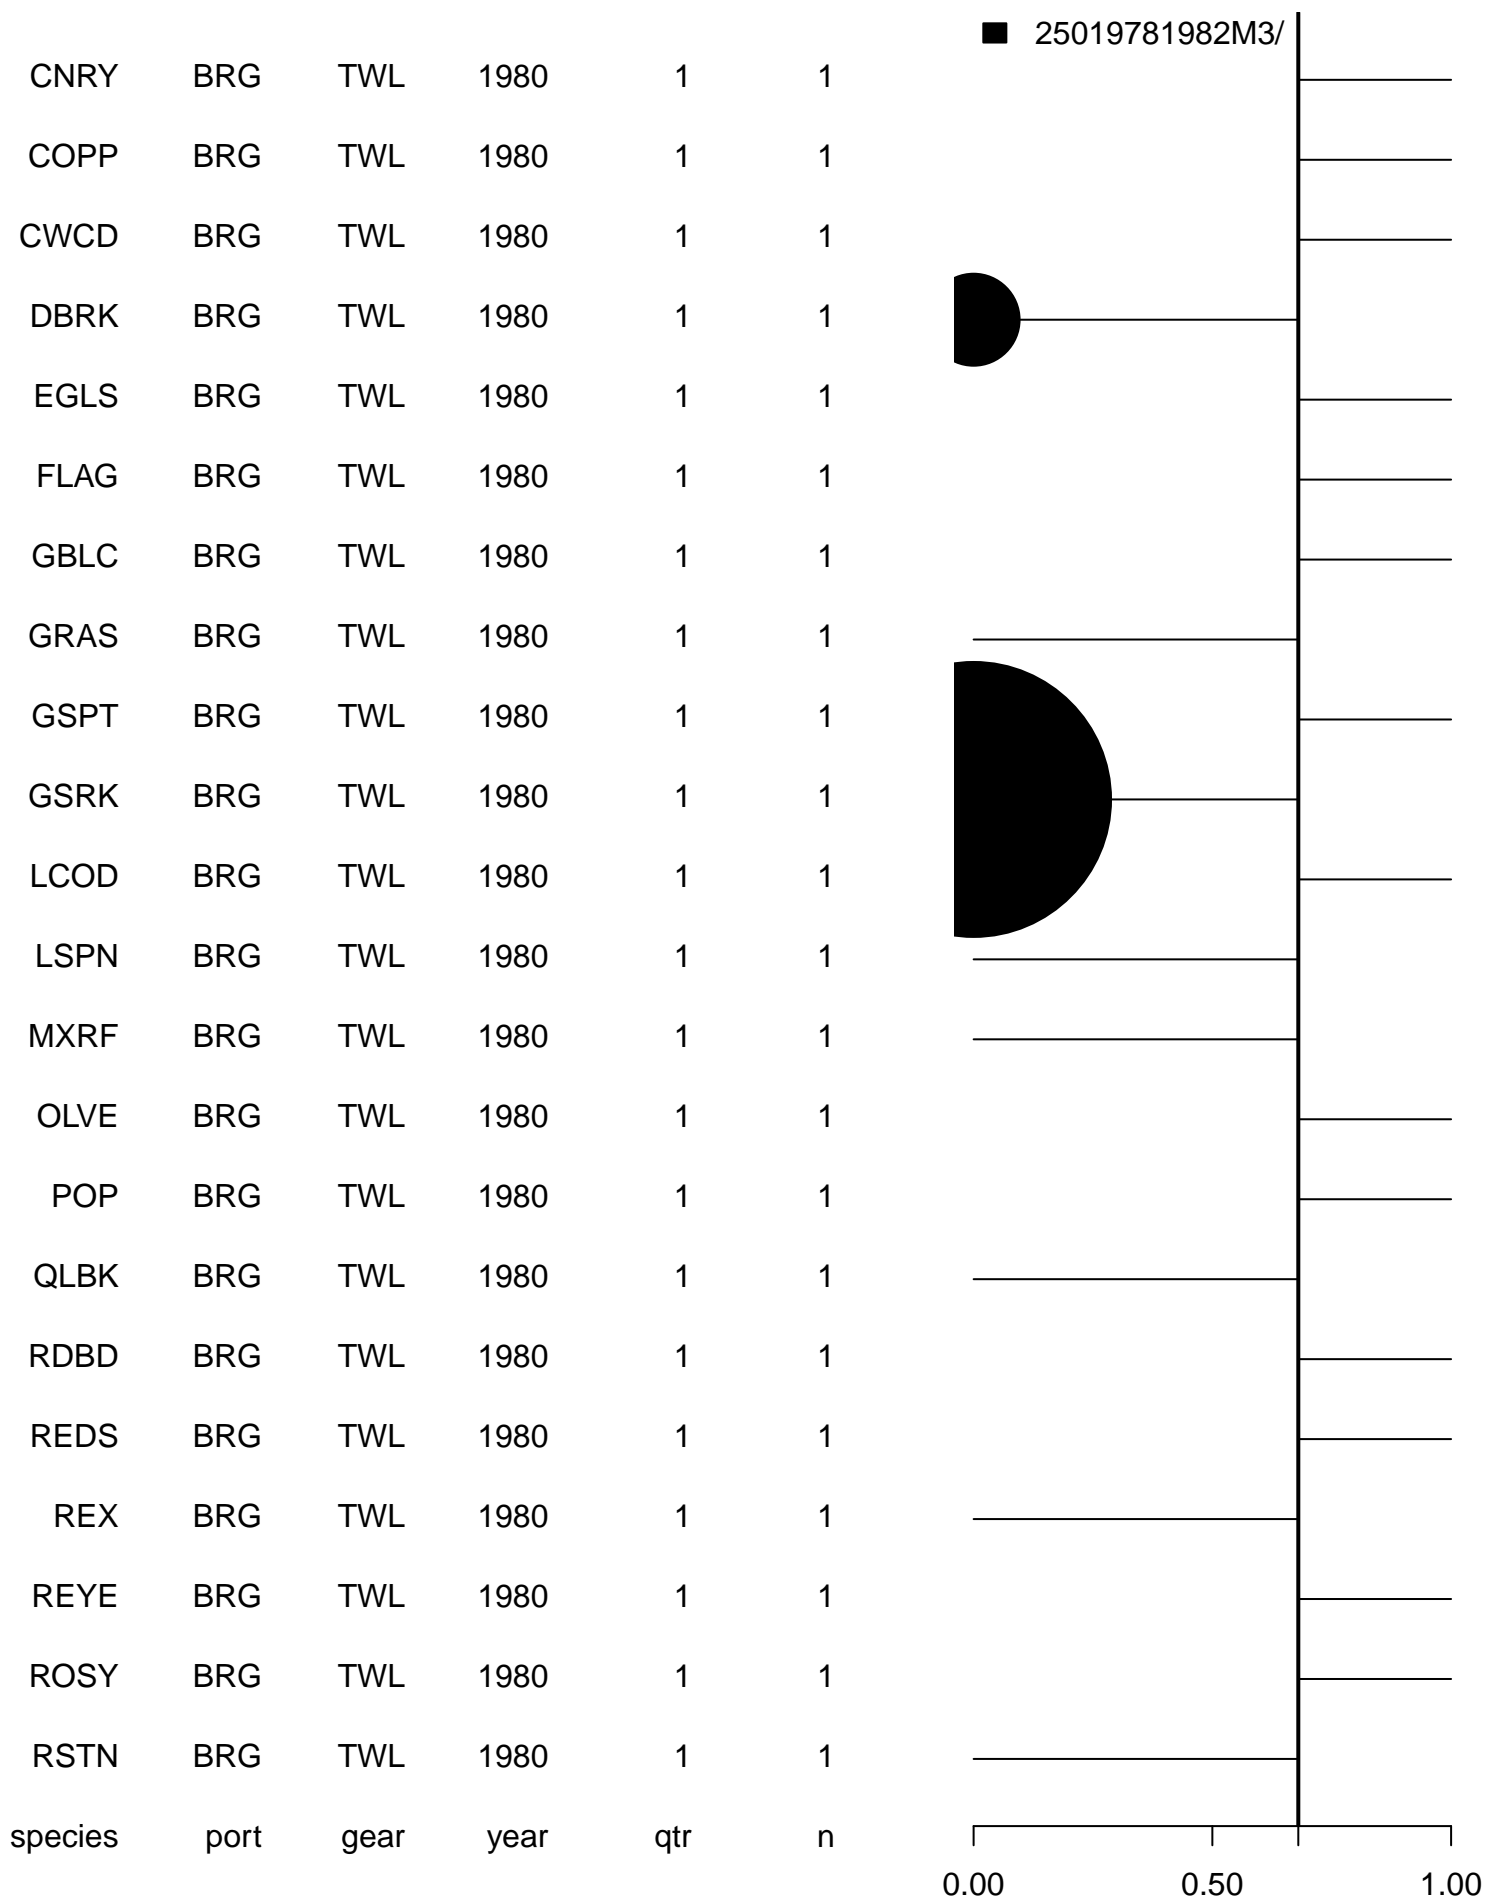 25019781982M3/
CNRY BRG TWL 1980 1 1
COPP BRG TWL 1980 1 1
CWCD BRG TWL 1980 1 1
DBRK BRG TWL 1980 1 1
EGLS BRG TWL 1980 1 1
FLAG BRG TWL 1980 1 1
GBLC BRG TWL 1980 1 1
GRAS BRG TWL 1980 1 1
GSPT BRG TWL 1980 1 1
GSRK BRG TWL 1980 1 1
LCOD BRG TWL 1980 1 1
LSPN BRG TWL 1980 1 1
MXRF BRG TWL 1980 1 1
OLVE BRG TWL 1980 1 1
POP BRG TWL 1980 1 1
QLBK BRG TWL 1980 1 1
RDBD BRG TWL 1980 1 1
REDS BRG TWL 1980 1 1
REX BRG TWL 1980 1 1
REYE BRG TWL 1980 1 1
ROSY BRG TWL 1980 1 1
RSTN BRG TWL 1980 1 1
species port gear year qtr n
0.00 0.50 1.00